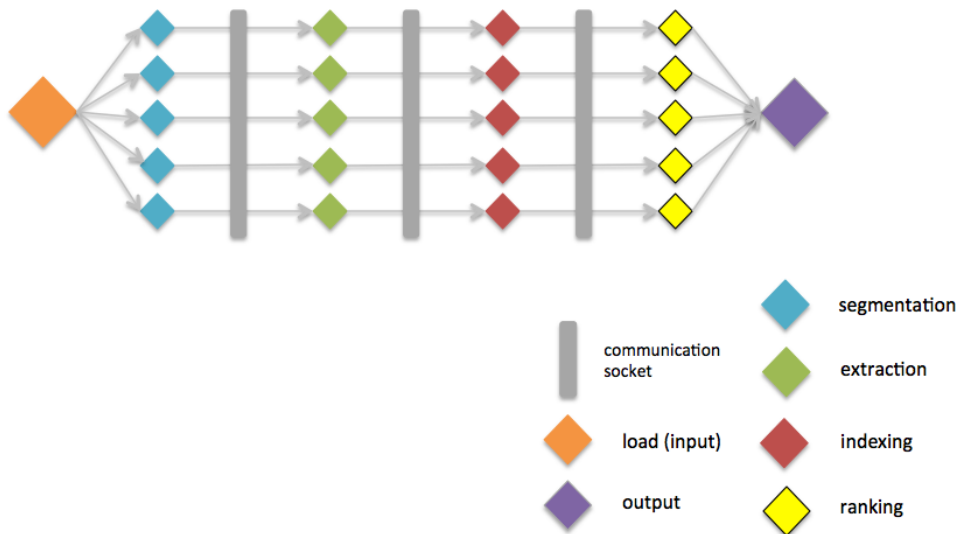 segmentation
communication
socket
extraction
load (input)
indexing
output
ranking